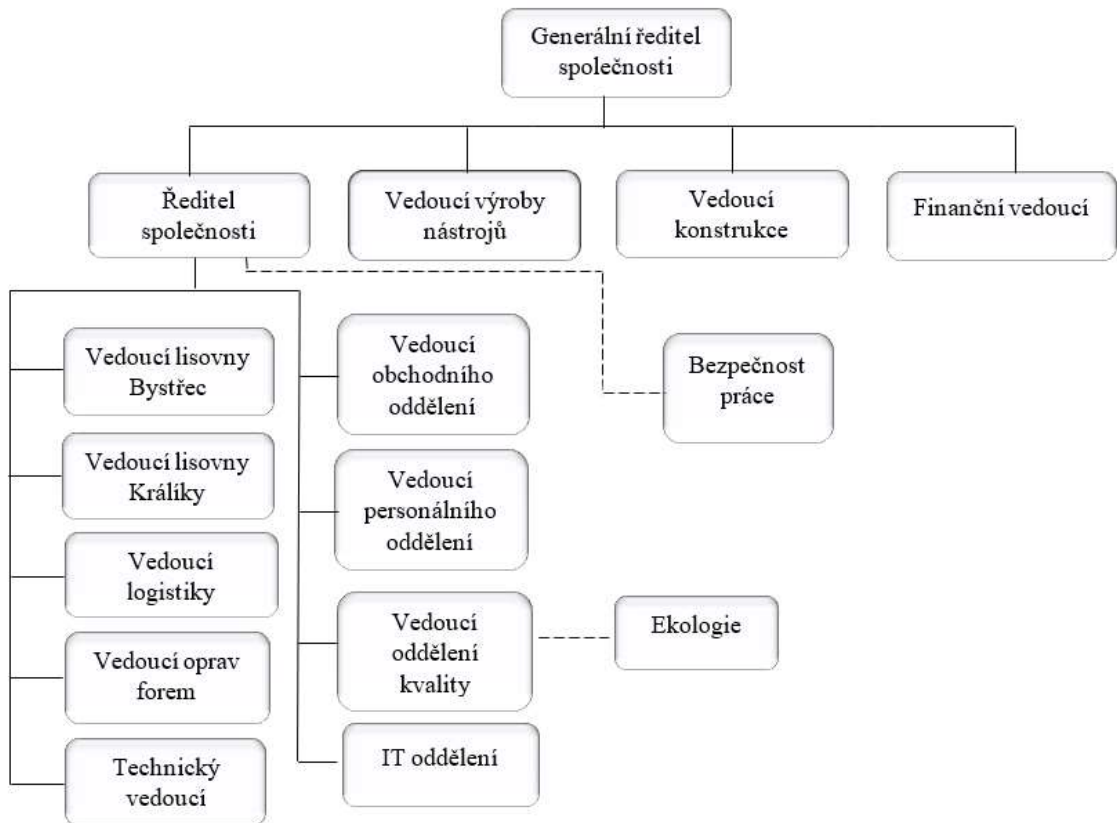 Generální ředitel
společnosti
Ředitel
společnosti
Vedoucí výroby
nástrojů
Vedoucí
konstrukce
Finanční vedoucí
Vedoucí lisovny
Bystřec
Vedoucí lisovny
Králíky
Vedoucí
logistiky
Vedoucí oprav
forem
Technický
vedoucí
Vedoucí
obchodního
oddělení
Vedoucí
personálního
oddělení
Vedoucí
oddělení
kvality
IT oddělení
Bezpečnost
práce
Ekologie